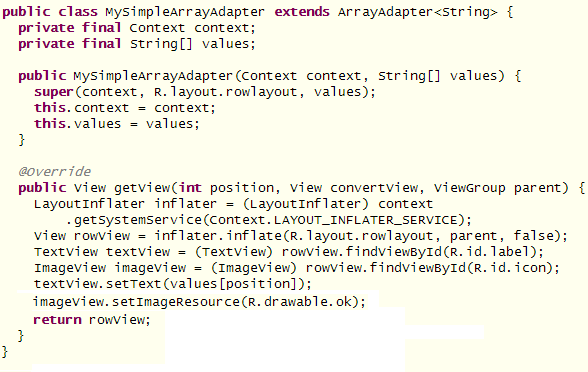 public class MySimpleArrayAdapter extends ArrayAdapter<String> {
  private final Context context;
  private final String[] values;

  public MySimpleArrayAdapter(Context context, String[] values) {
    super(context, R.layout.rowlayout, values);
    this.context = context;
    this.values = values;
  }

  @Override
  public View getView(int position, View convertView, ViewGroup parent) {
    LayoutInflater inflater = (LayoutInflater) context
        .getSystemService(Context.LAYOUT_INFLATER_SERVICE);
    View rowView = inflater.inflate(R.layout.rowlayout, parent, false);
    TextView textView = (TextView) rowView.findViewById(R.id.label);
    ImageView imageView = (ImageView) rowView.findViewById(R.id.icon);
    textView.setText(values[position]);
    imageView.setImageResource(R.drawable.ok);
    return rowView;
  }
}